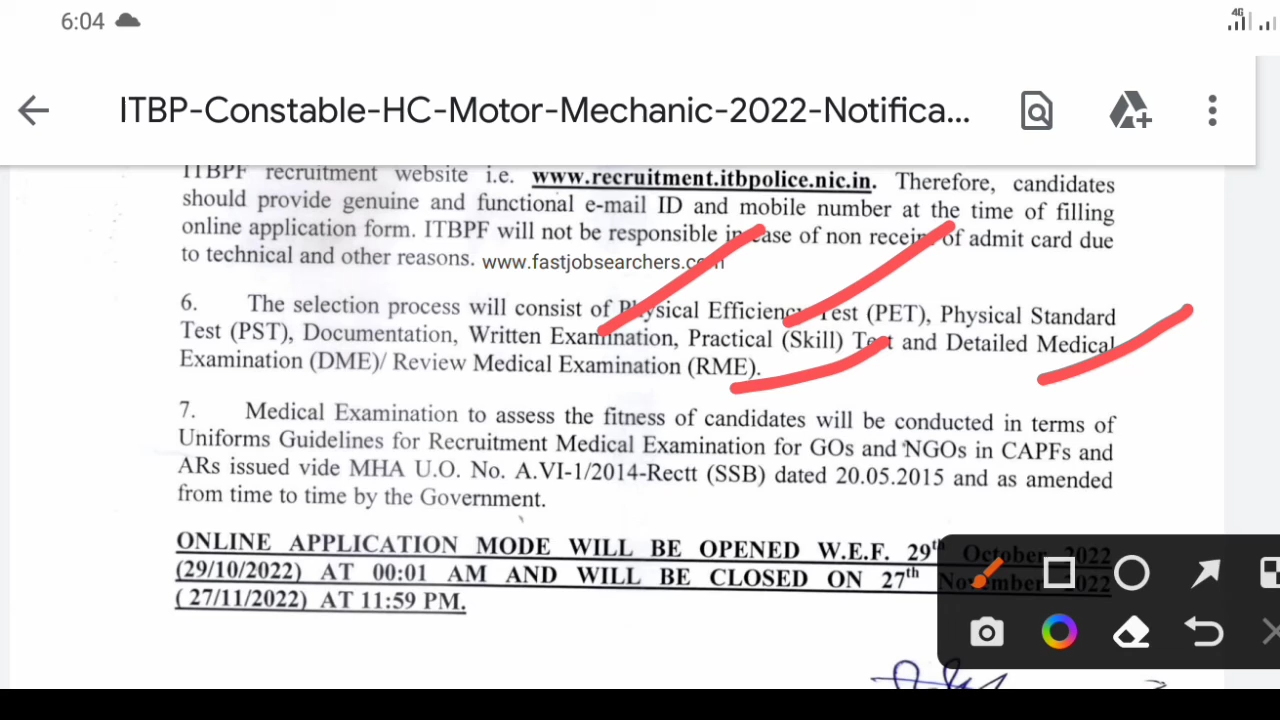 6:04
4G
ITBP-Constable-HC-Motor-Mechanic-2022-Notifica...
ITBPF recruitment website i.e. www.recruitment.itbpolice.nic.in. Therefore, candidates
should provide genuine and functional e-mail ID and mobile number at the time of filling
online application form. ITBPF will not be responsible in case of non receipt of admit card due
to technical and other reasons. www.fastjobsearchers.com
6. The selection process will consist of Physical Efficiency Test (PET), Physical Standard
Test (PST), Documentation, Written Examination, Practical (Skill) Test and Detailed Medical
Examination (DME)/ Review Medical Examination (RME).
7. Medical Examination to assess the fitness of candidates will be conducted in terms of
Uniforms Guidelines for Recruitment Medical Examination for GOs and NGOs in CAPFs and
ARs issued vide MHA U.O. No. A.VI-1/2014-Rectt (SSB) dated 20.05.2015 and as amended
from time to time by the Government.
ONLINE APPLICATION MODE WILL BE OPENED W.E.F. 29th October 2022
(29/10/2022) AT 00:01 AM AND WILL BE CLOSED ON 27th November 2022
( 27/11/2022) AT 11:59 PM.